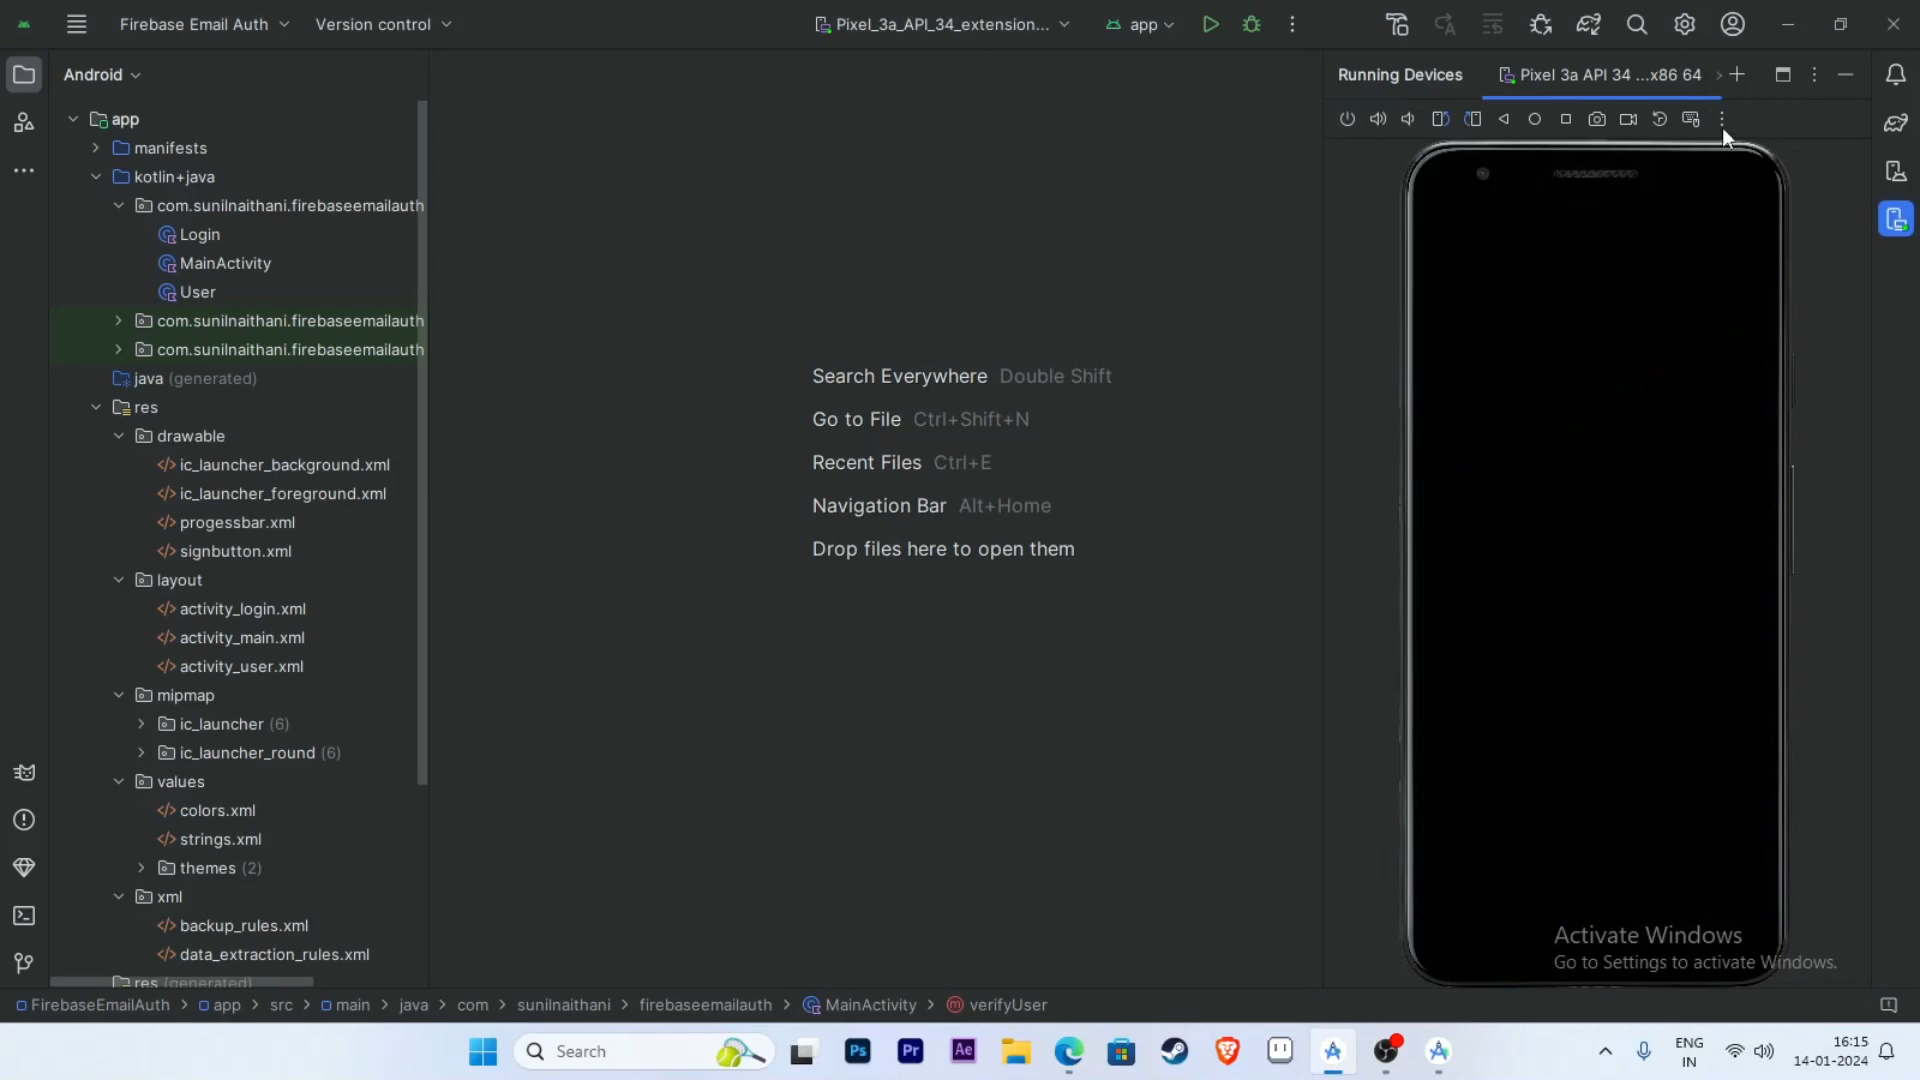 Firebase Email Auth
Version control
Pixel_3a_API_34_extension...
app
Android
Running Devices
Pixel 3a API 34 ...x86 64
app
manifests
kotlin+java
com.sunilnaithani.firebaseemailauth
Login
MainActivity
User
com.sunilnaithani.firebaseemailauth
com.sunilnaithani.firebaseemailauth
java (generated)
res
drawable
ic_launcher_background.xml
ic_launcher_foreground.xml
progessbar.xml
signbutton.xml
layout
activity_login.xml
activity_main.xml
activity_user.xml
mipmap
ic_launcher (6)
ic_launcher_round (6)
values
colors.xml
strings.xml
themes (2)
xml
backup_rules.xml
data_extraction_rules.xml
res (generated)
Search Everywhere Double Shift
Go to File Ctrl+Shift+N
Recent Files Ctrl+E
Navigation Bar Alt+Home
Drop files here to open them
Activate Windows
Go to Settings to activate Windows.
FirebaseEmailAuth > app > src > main > java > com > sunilnaithani > firebaseemailauth > MainActivity > verifyUser
Search
Ps
Pr
Ae
ENG
IN
16:15
14-01-2024